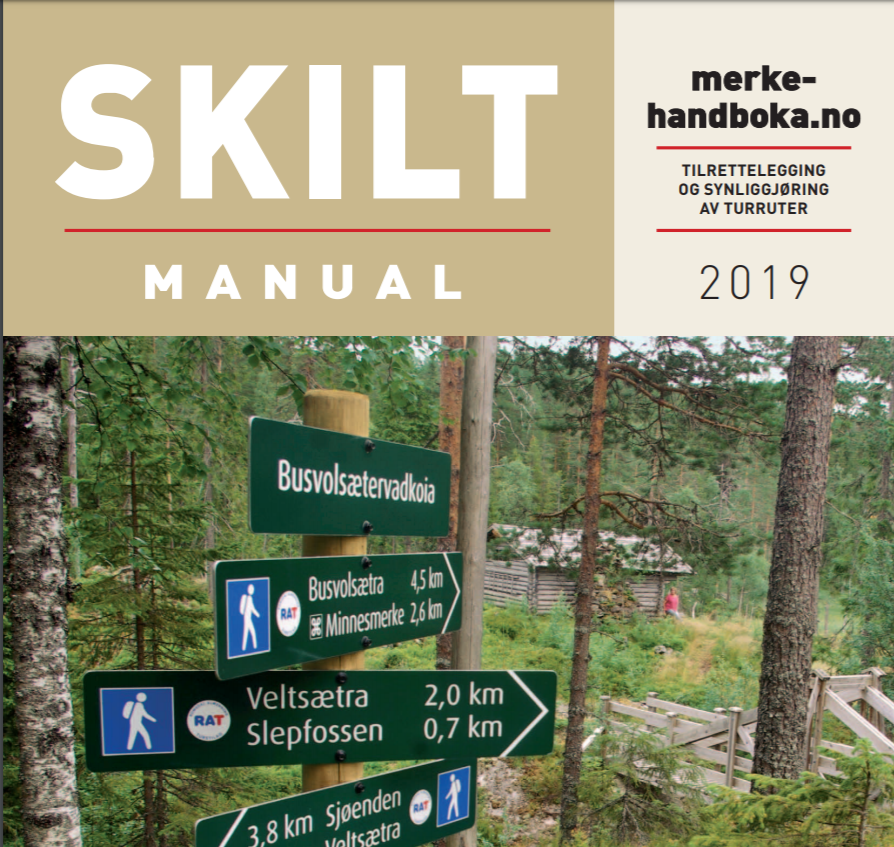 SKILT
MANUAL
merke-
handboka.no
TILRETTELEGGING
OG SYNLIGGJØRING
AV TURRUTER
2019
Busvolsætervadkoia
Busvolsætra 4,5 km
RAT
Minnesmerke 2,6 km
Veltsætra 2,0 km
RAT
Slepfossen 0,7 km
3,8 km Sjøenden
RAT
Veltsætra